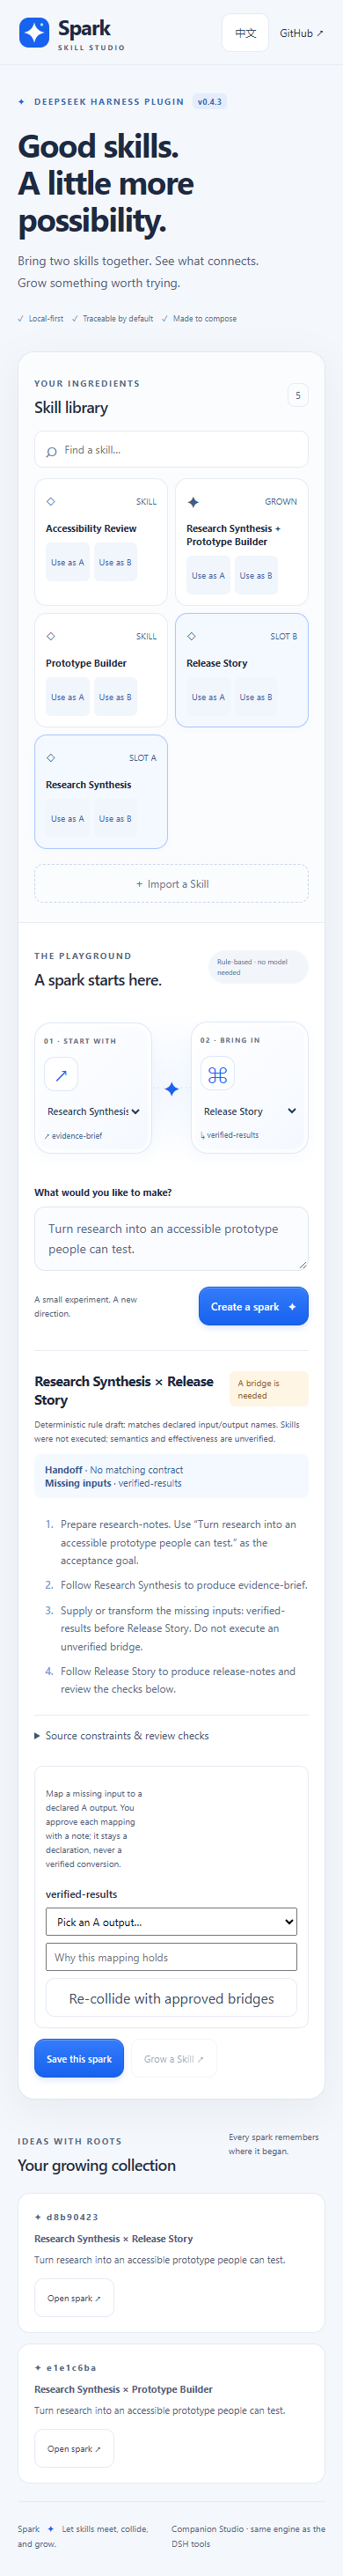 Spark
SKILL STUDIO
中文
GitHub ↗
✦ DEEPSEEK HARNESS PLUGIN v0.4.3
Good skills.
A little more
possibility.
Bring two skills together. See what connects.
Grow something worth trying.
✓ Local-first ✓ Traceable by default ✓ Made to compose
YOUR INGREDIENTS
Skill library
5
Find a skill...
◇ SKILL
Accessibility Review
Use as A Use as B
✦ GROWN
Research Synthesis +
Prototype Builder
Use as A Use as B
◇ SKILL
Prototype Builder
Use as A Use as B
◇ SLOT B
Release Story
Use as A Use as B
◇ SLOT A
Research Synthesis
Use as A Use as B
+ Import a Skill
THE PLAYGROUND
A spark starts here.
Rule-based · no model
needed
01 · START WITH
↗
Research Synthesis
↗ evidence-brief
✦
02 · BRING IN
⌘
Release Story
↳ verified-results
What would you like to make?
Turn research into an accessible prototype
people can test.
A small experiment. A new
direction.
Create a spark ✦
Research Synthesis × Release
Story
A bridge is
needed
Deterministic rule draft: matches declared input/output names. Skills
were not executed; semantics and effectiveness are unverified.
Handoff · No matching contract
Missing inputs · verified-results
1. Prepare research-notes. Use “Turn research into an
accessible prototype people can test.” as the
acceptance goal.
2. Follow Research Synthesis to produce evidence-brief.
3. Supply or transform the missing inputs: verified-
results before Release Story. Do not execute an
unverified bridge.
4. Follow Release Story to produce release-notes and
review the checks below.
▶ Source constraints & review checks
Map a missing input to a
declared A output. You
approve each mapping
with a note; it stays a
declaration, never a
verified conversion.
verified-results
Pick an A output...
Why this mapping holds
Re-collide with approved bridges
Save this spark
Grow a Skill ↗
IDEAS WITH ROOTS
Your growing collection
Every spark remembers
where it began.
✦ d8b90423
Research Synthesis × Release Story
Turn research into an accessible prototype people can test.
Open spark ↗
✦ e1e1c6ba
Research Synthesis × Prototype Builder
Turn research into an accessible prototype people can test.
Open spark ↗
Spark ✦ Let skills meet, collide,
and grow.
Companion Studio · same engine as the
DSH tools